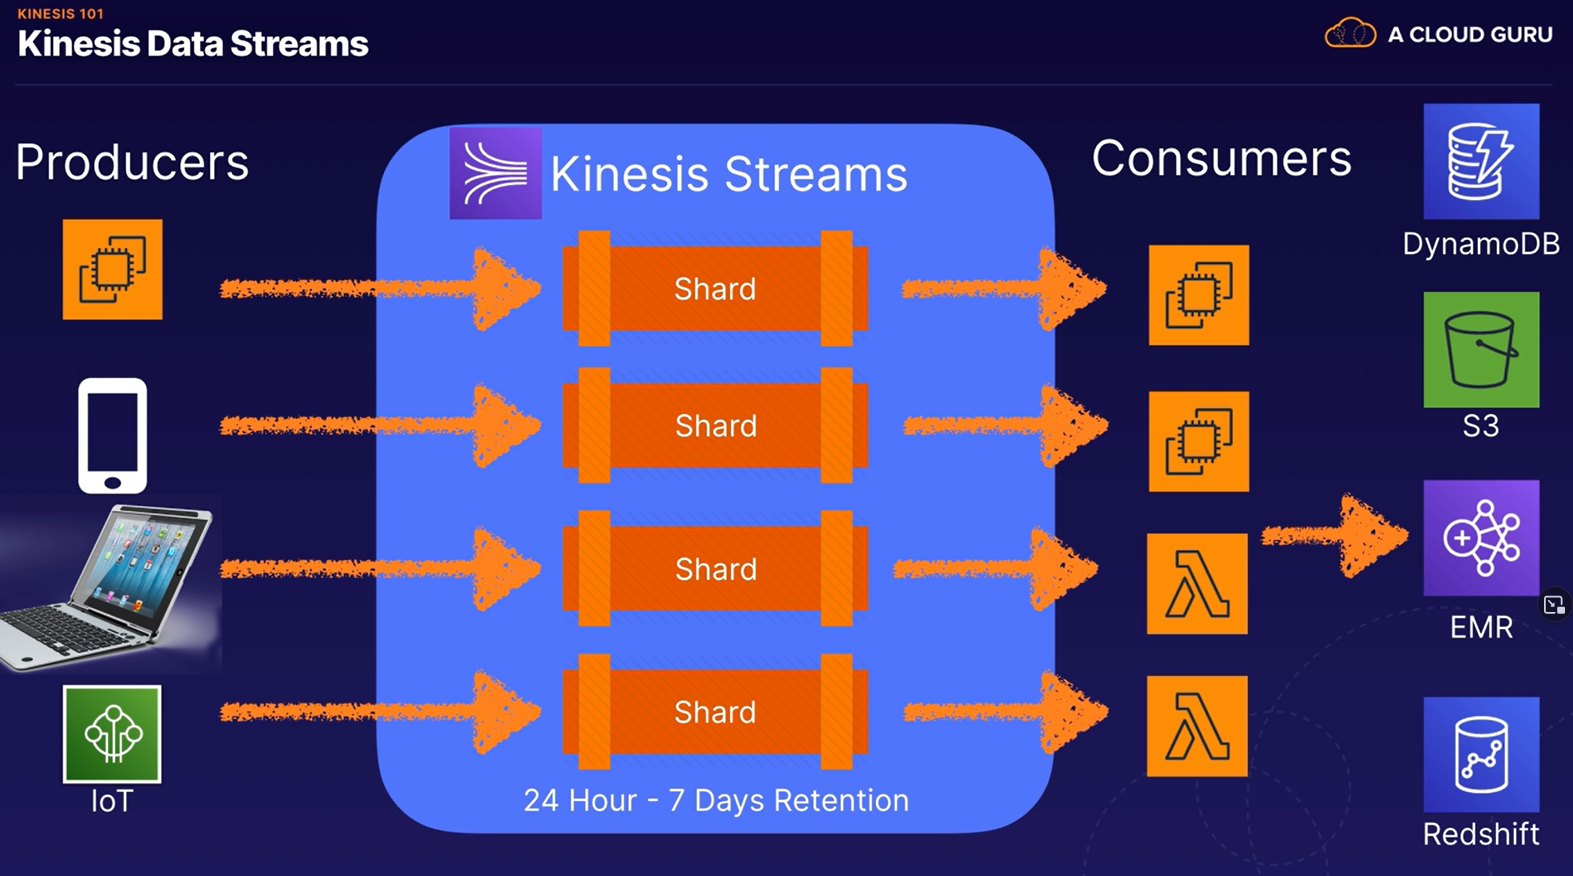 KINESIS 101
Kinesis Data Streams
A CLOUD GURU
Producers
Kinesis Streams
Consumers
DynamoDB
Shard
Shard
S3
Shard
EMR
Shard
IoT
24 Hour - 7 Days Retention
Redshift